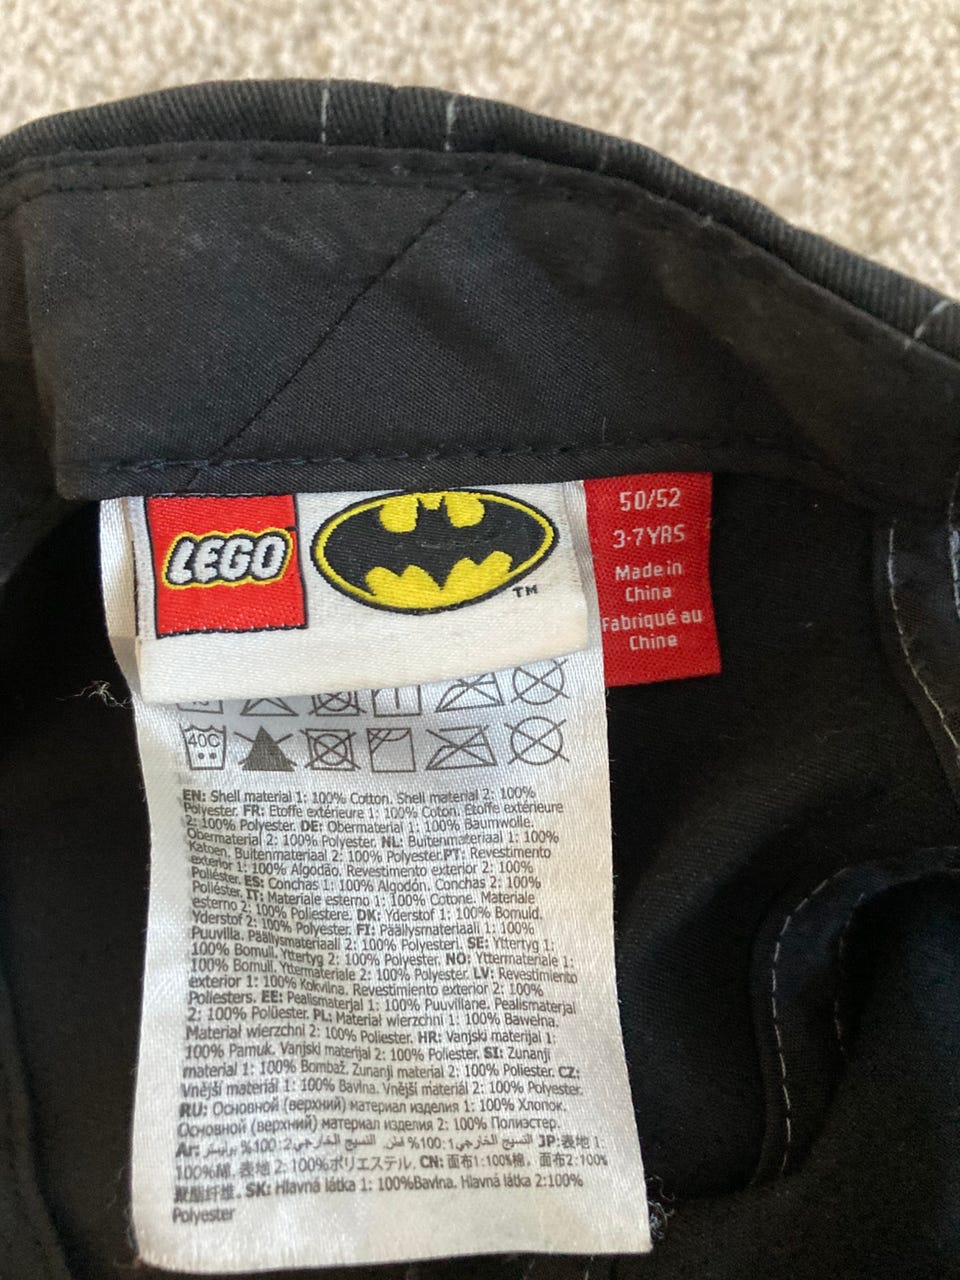 LEGO
TM
50/52
3-7YRS
Made in
China
Fabriqué au
Chine
40C
EN: Shell material 1: 100% Cotton. Shell material 2: 100%
Polyester. FR: Etoffe extérieure 1: 100% Coton. Etoffe extérieure
2: 100% Polyester. DE: Obermaterial 1: 100% Baumwolle.
Obermaterial 2: 100% Polyester. NL: Buitenmateriaal 1: 100%
Katoen. Buitenmateriaal 2: 100% Polyester.PT: Revestimento
exterior 1: 100% Algodão. Revestimento exterior 2: 100%
Poliéster. ES: Conchas 1: 100% Algodón. Conchas 2: 100%
Poliéster. IT: Materiale esterno 1: 100% Cotone. Materiale
esterno 2: 100% Poliestere. DK: Yderstof 1: 100% Bomuld.
Yderstof 2: 100% Polyester. FI: Päällysmateriaali 1: 100%
Puuvilla. Päällysmateriaali 2: 100% Polyesteri. SE: Yttertyg 1:
100% Bomull. Yttertyg 2: 100% Polyester. NO: Yttermateriale 1:
100% Bomull. Yttermateriale 2: 100% Polyester. LV: Revestimiento
exterior 1: 100% Kokvilna. Revestimiento exterior 2: 100%
Poliesters. EE: Pealismaterjal 1: 100% Puuvillane. Pealismaterjal
2: 100% Polüester. PL: Materiał wierzchni 1: 100% Bawełna.
Materiał wierzchni 2: 100% Poliester. HR: Vanjski materijal 1:
100% Pamuk. Vanjski materijal 2: 100% Poliester. SI: Zunanji
material 1: 100% Bombaž. Zunanji material 2: 100% Poliester. CZ:
Vnější materiál 1: 100% Bavlna. Vnější materiál 2: 100% Polyester.
RU: Основной (верхний) материал изделия 1: 100% Хлопок.
Основной (верхний) материал изделия 2: 100% Полиэстер.
Ar: النسيج الخارجي 1: 100% قطن. النسيج الخارجي 2: 100% بوليستر JP: 表地 1:
100%綿. 表地 2: 100%ポリエステル. CN: 面布1:100%棉。面布2:100%
聚酯纤维。SK: Hlavná látka 1: 100%Bavlna. Hlavná látka 2:100%
Polyester